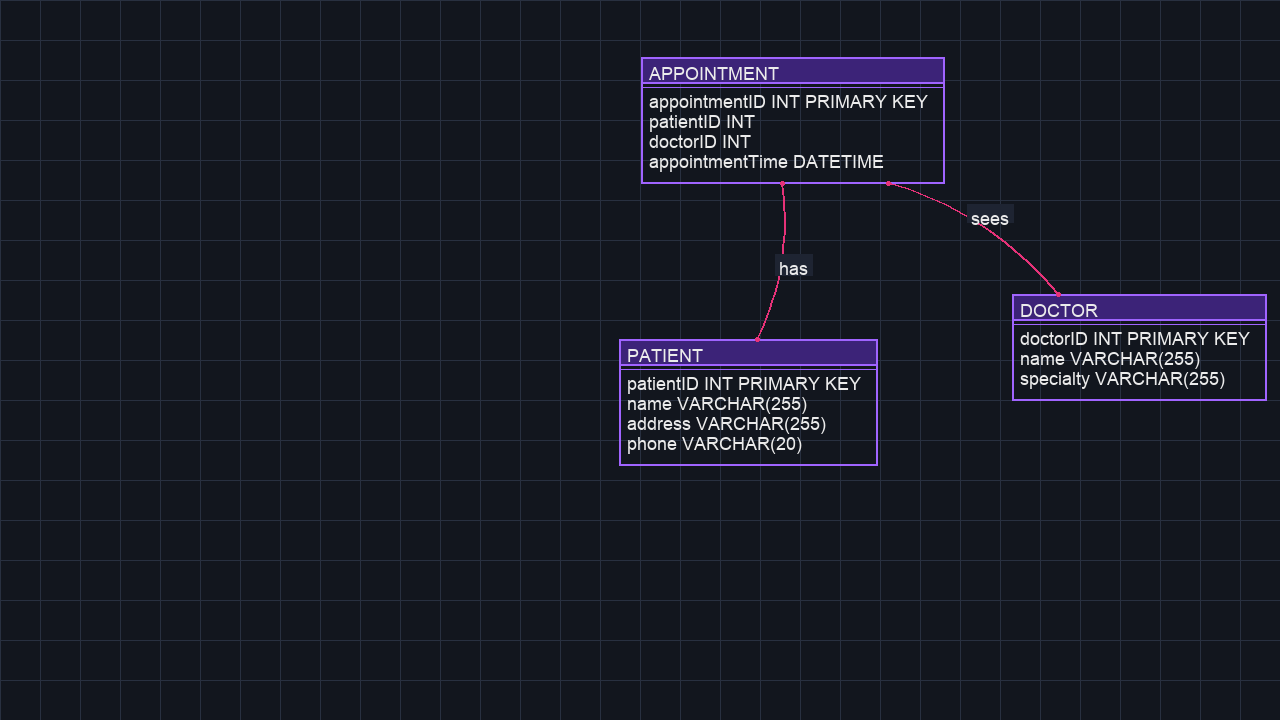 APPOINTMENT
appointmentID INT PRIMARY KEY
patientID INT
doctorID INT
appointmentTime DATETIME
sees
has
DOCTOR
doctorID INT PRIMARY KEY
name VARCHAR(255)
specialty VARCHAR(255)
PATIENT
patientID INT PRIMARY KEY
name VARCHAR(255)
address VARCHAR(255)
phone VARCHAR(20)